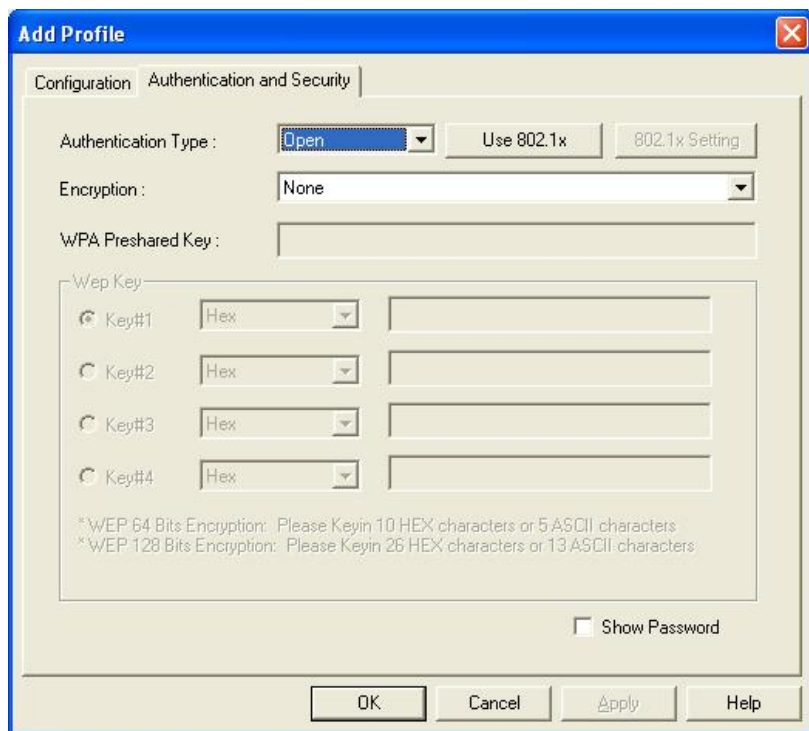 Add Profile
Configuration
Authentication and Security
Authentication Type :
Open
Use 802.1x
802.1x Setting
Encryption :
None
WPA Preshared Key :
Wep Key
Key#1
Hex
Key#2
Hex
Key#3
Hex
Key#4
Hex
* WEP 64 Bits Encryption: Please Keyin 10 HEX characters or 5 ASCII characters
* WEP 128 Bits Encryption: Please Keyin 26 HEX characters or 13 ASCII characters
Show Password
OK
Cancel
Apply
Help